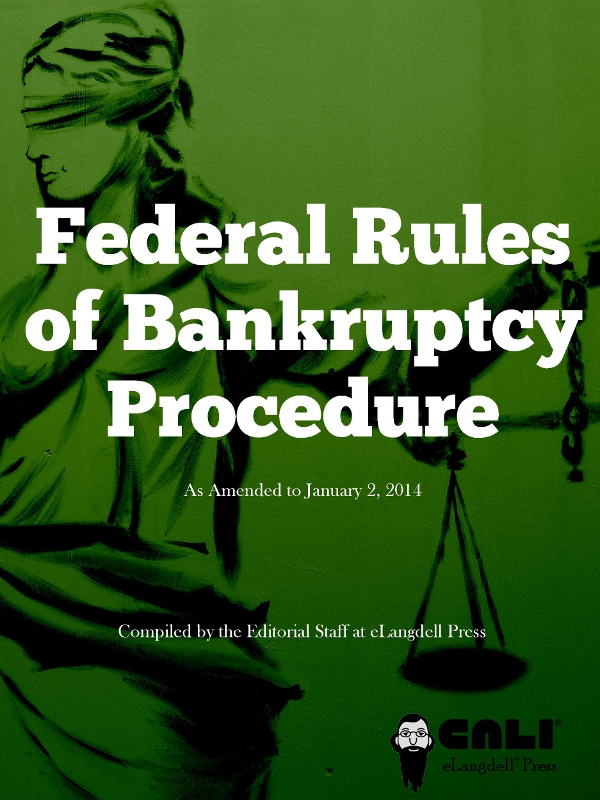 Federal Rules
of Bankruptcy
Procedure
As Amended to January 2, 2014
Compiled by the Editorial Staff at eLangdell Press
CALI®
eLangdell® Press